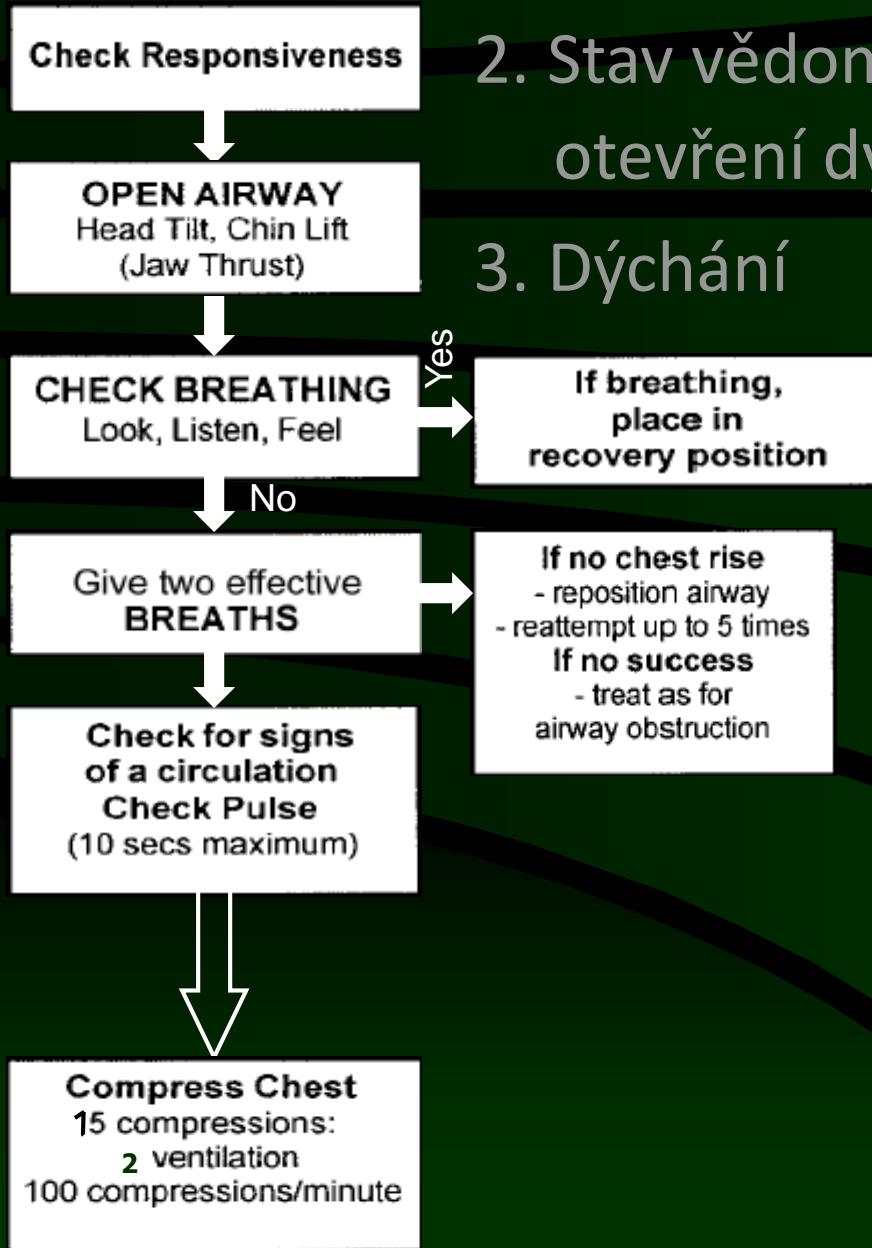 Check Responsiveness
2. Stav vědom
otevření dý
OPEN AIRWAY
Head Tilt, Chin Lift
(Jaw Thrust)
3. Dýchání
CHECK BREATHING
Look, Listen, Feel
Yes
If breathing,
place in
recovery position
No
Give two effective
BREATHS
If no chest rise
- reposition airway
- reattempt up to 5 times
If no success
- treat as for
airway obstruction
Check for signs
of a circulation
Check Pulse
(10 secs maximum)
Compress Chest
15 compressions:
2 ventilation
100 compressions/minute